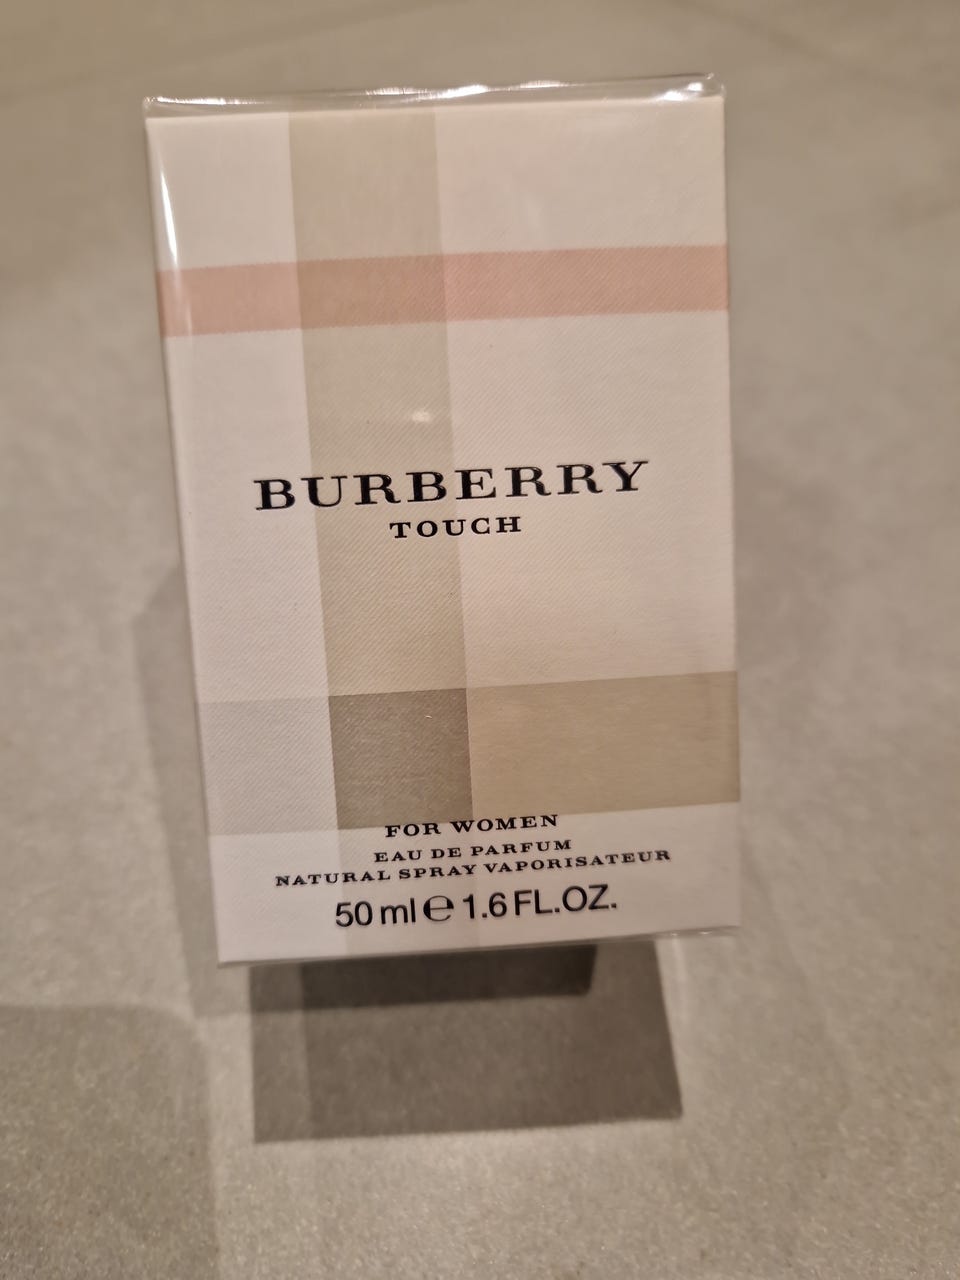 BURBERRY
TOUCH
FOR WOMEN
EAU DE PARFUM
NATURAL SPRAY VAPORISATEUR
50 ml ℮ 1.6 FL.OZ.